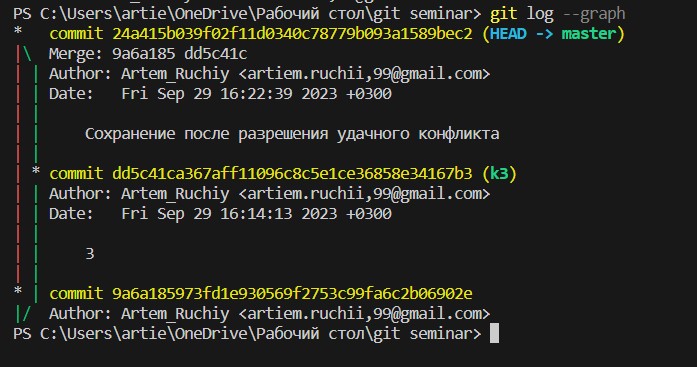 PS C:\Users\artie\OneDrive\Рабочий стол\git seminar> git log --graph
*   commit 24a415b039f02f11d0340c78779b093a1589bec2 (HEAD -> master)
|\  Merge: 9a6a185 dd5c41c
| | Author: Artem_Ruchiy <artiem.ruchii,99@gmail.com>
| | Date:   Fri Sep 29 16:22:39 2023 +0300
| |
| |     Сохранение после разрешения удачного конфликта
| |
| * commit dd5c41ca367aff11096c8c5e1ce36858e34167b3 (k3)
| | Author: Artem_Ruchiy <artiem.ruchii,99@gmail.com>
| | Date:   Fri Sep 29 16:14:13 2023 +0300
| |
| |     3
| |
* | commit 9a6a185973fd1e930569f2753c99fa6c2b06902e
|/  Author: Artem_Ruchiy <artiem.ruchii,99@gmail.com>
PS C:\Users\artie\OneDrive\Рабочий стол\git seminar>